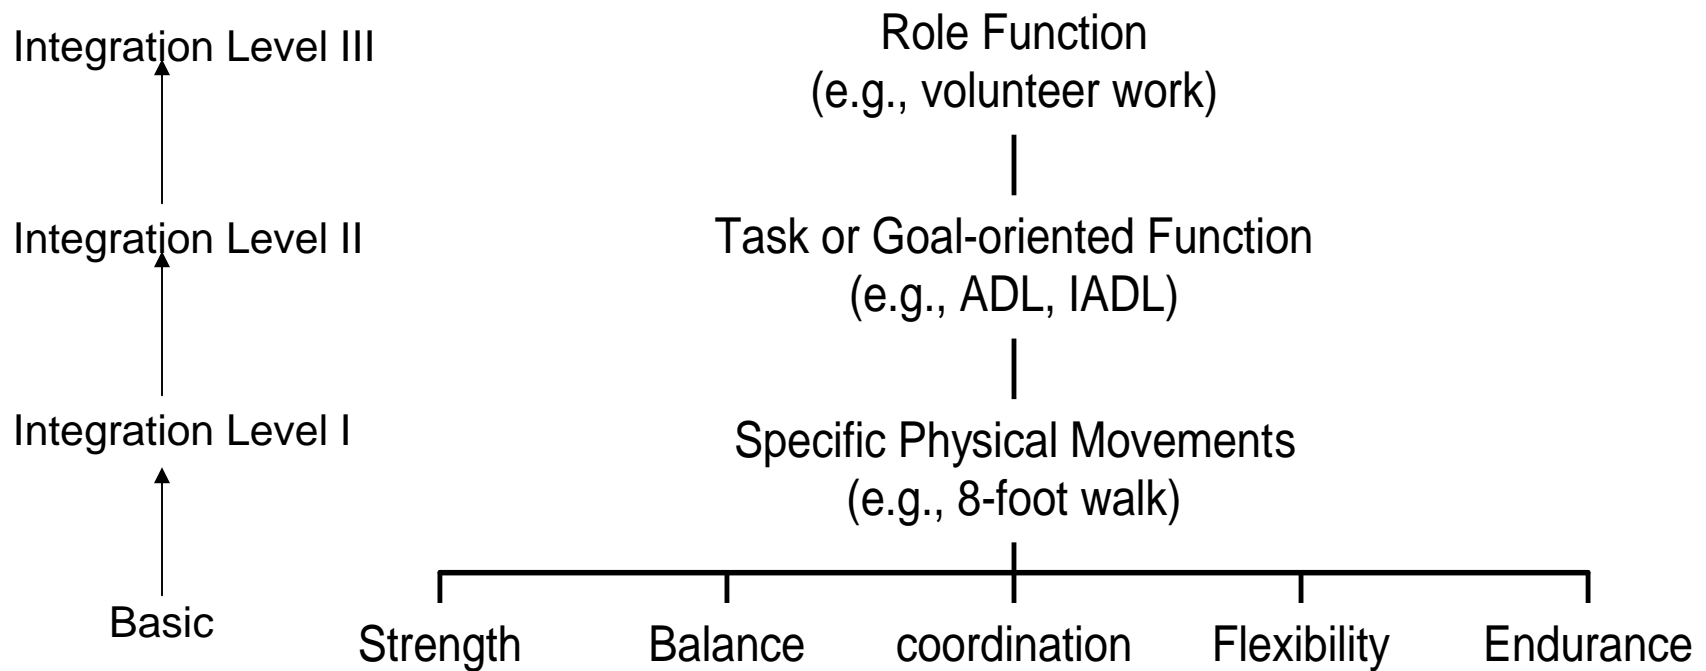 Integration Level III
Role Function
(e.g., volunteer work)
Integration Level II
Task or Goal-oriented Function
(e.g., ADL, IADL)
Integration Level I
Specific Physical Movements
(e.g., 8-foot walk)
Basic
Strength
Balance
coordination
Flexibility
Endurance